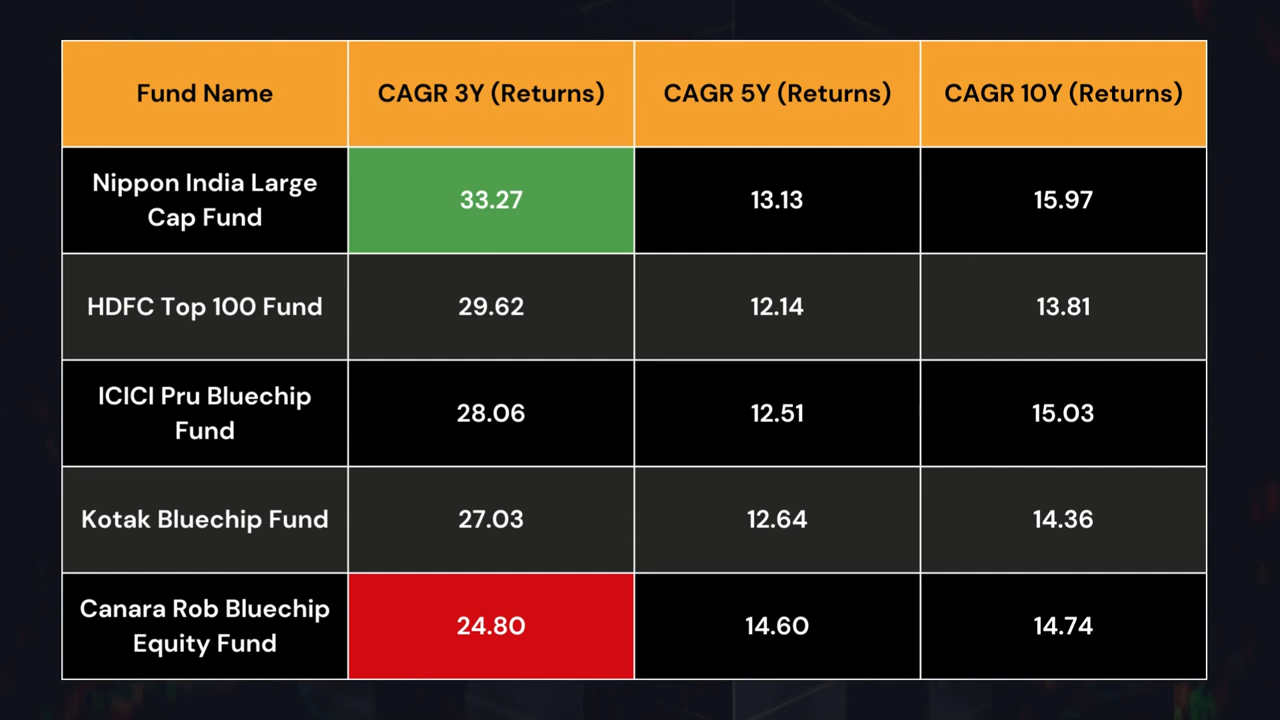 Fund Name CAGR 3Y (Returns) CAGR 5Y (Returns) CAGR 10Y (Returns)
Nippon India Large
Cap Fund 33.27 13.13 15.97
HDFC Top 100 Fund 29.62 12.14 13.81
ICICI Pru Bluechip
Fund 28.06 12.51 15.03
Kotak Bluechip Fund 27.03 12.64 14.36
Canara Rob Bluechip
Equity Fund 24.80 14.60 14.74